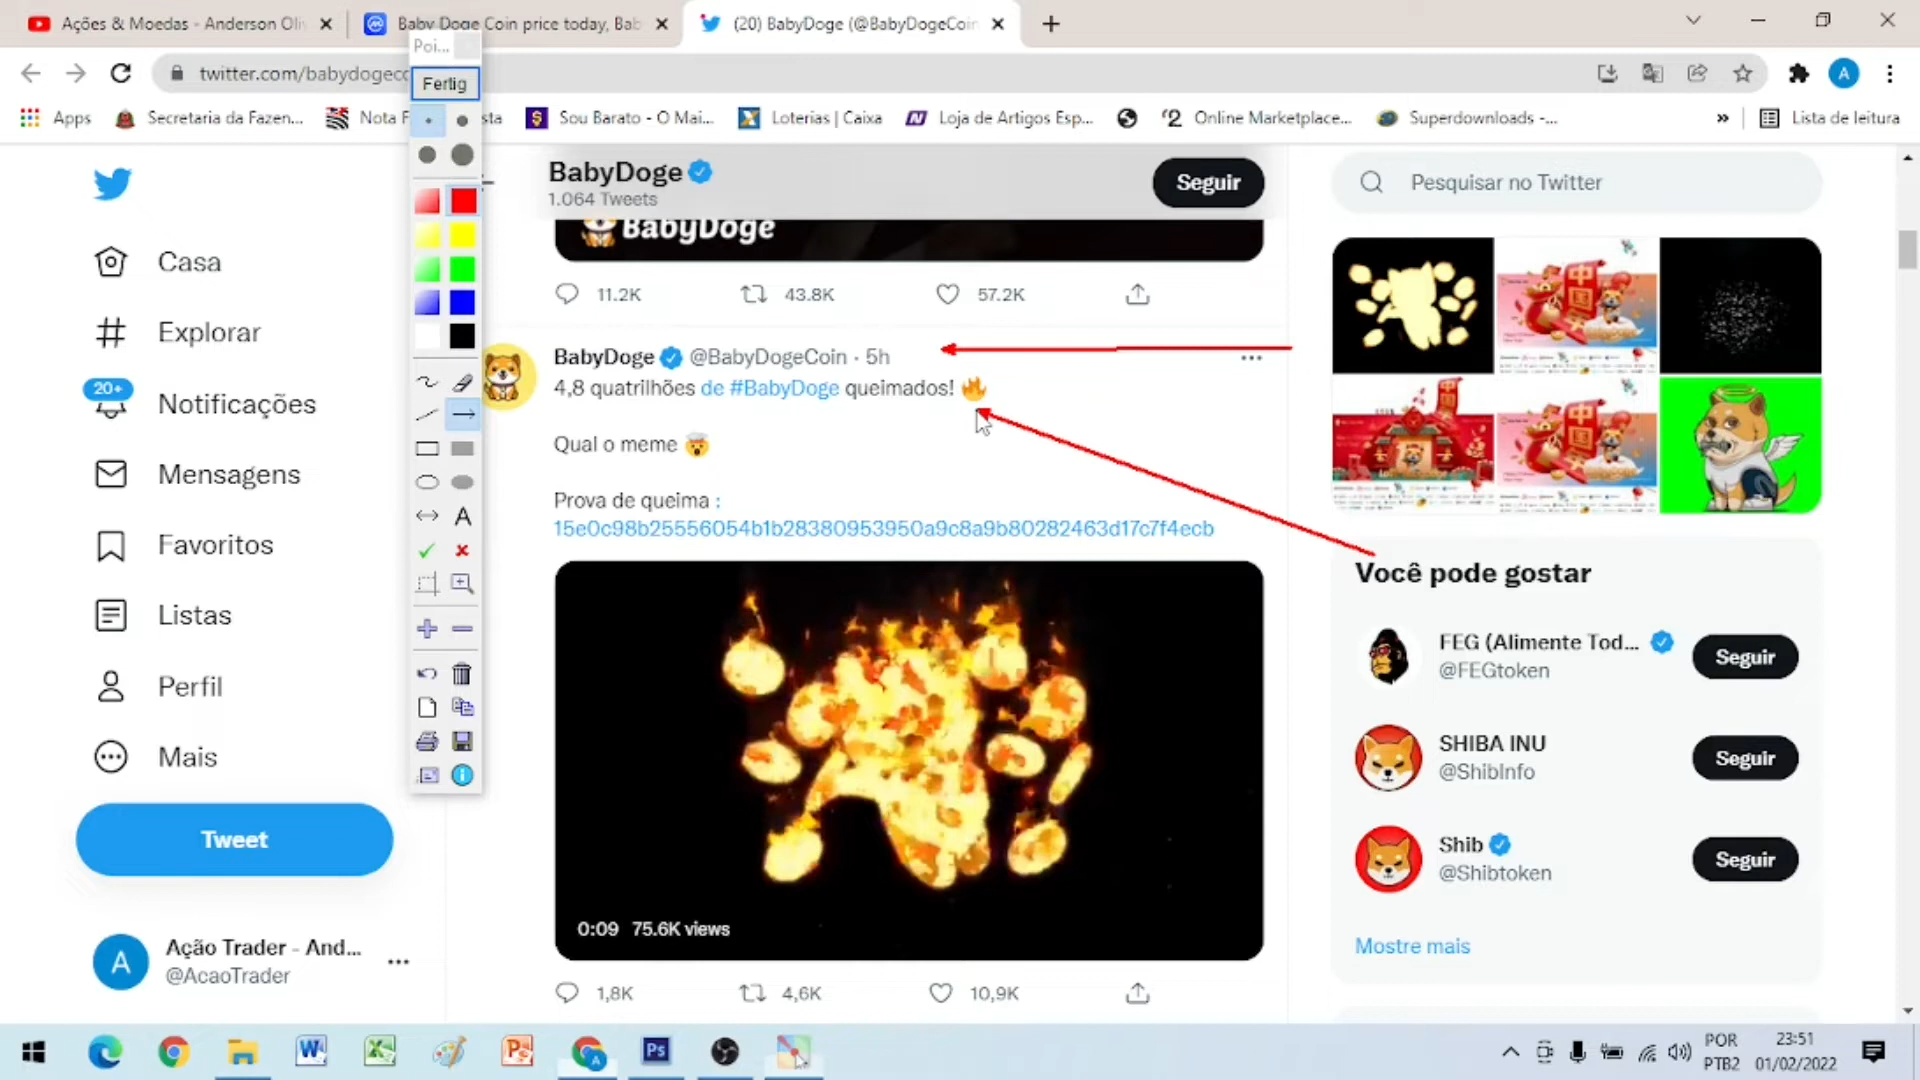 Ações & Moedas - Anderson Oli
Baby Doge Coin price today, Bab
(20) BabyDoge (@BabyDogeCoin
twitter.com/babydogeco
Poi...
Fertig
Apps
Secretaria da Fazen...
Nota F
sta
Sou Barato - O Mai...
Loterias | Caixa
Loja de Artigos Esp...
Online Marketplace...
Superdownloads -...
»
Lista de leitura
A
Casa
Explorar
20+
Notificações
Mensagens
Favoritos
Listas
Perfil
Mais
Tweet
A
Ação Trader - And...
@AcaoTrader
BabyDoge
1.064 Tweets
Seguir
BabyDoge
11.2K
43.8K
57.2K
BabyDoge @BabyDogeCoin · 5h
4,8 quatrilhões de #BabyDoge queimados! 🔥
Qual o meme 🤯
Prova de queima :
15e0c98b25556054b1b28380953950a9c8a9b80282463d17c7f4ecb
0:09 75.6K views
1,8K
4,6K
10,9K
Pesquisar no Twitter
Você pode gostar
FEG (Alimente Tod...
@FEGtoken
Seguir
SHIBA INU
@ShibInfo
Seguir
Shib
@Shibtoken
Seguir
Mostre mais
POR
PTB2
23:51
01/02/2022